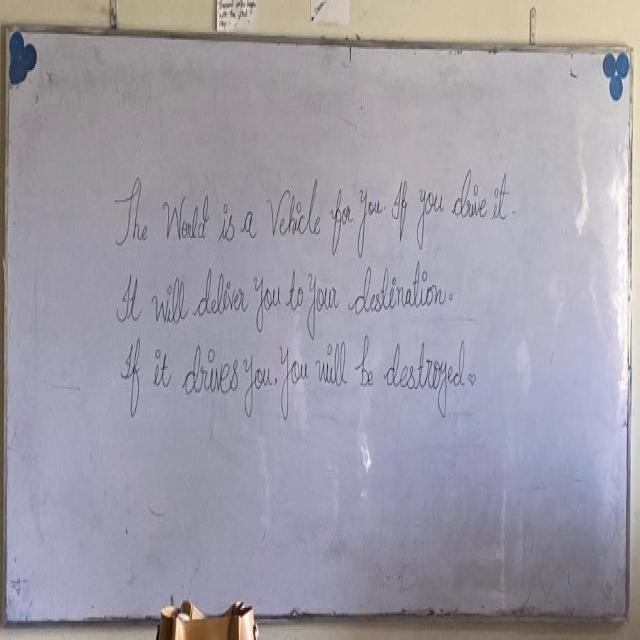 The World is a Vehicle for You If you drive it.
It will deliver You to Your destination.
If it drives You. You will be destroyed.